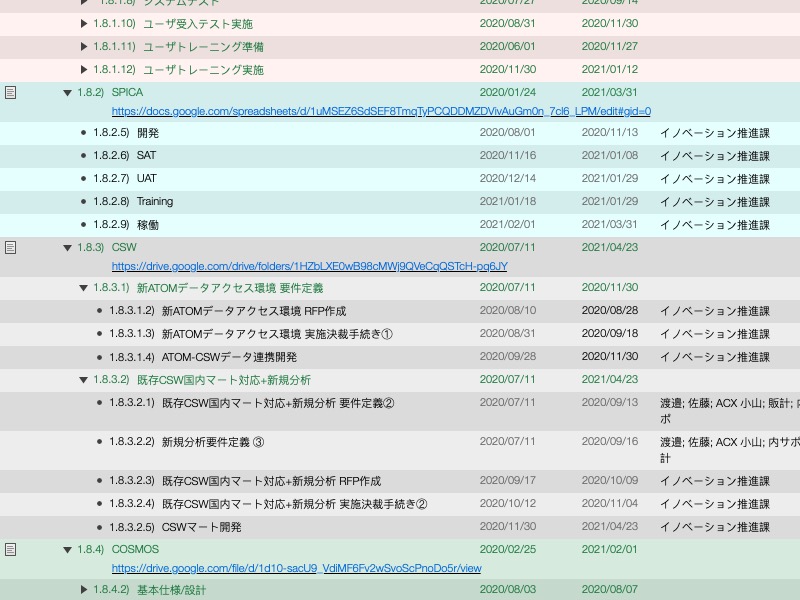 1.8.1.8) システムテスト 2020/07/27 2020/09/14
1.8.1.10) ユーザ受入テスト実施 2020/08/31 2020/11/30
1.8.1.11) ユーザトレーニング準備 2020/06/01 2020/11/27
1.8.1.12) ユーザトレーニング実施 2020/11/30 2021/01/12
1.8.2) SPICA 2020/01/24 2021/03/31
https://docs.google.com/spreadsheets/d/1uMSEZ6SdSEF8TmqTyPCQDDMZDVivAuGm0n_7cl6_LPM/edit#gid=0
1.8.2.5) 開発 2020/08/01 2020/11/13 イノベーション推進課
1.8.2.6) SAT 2020/11/16 2021/01/08 イノベーション推進課
1.8.2.7) UAT 2020/12/14 2021/01/29 イノベーション推進課
1.8.2.8) Training 2021/01/18 2021/01/29 イノベーション推進課
1.8.2.9) 稼働 2021/02/01 2021/03/31 イノベーション推進課
1.8.3) CSW 2020/07/11 2021/04/23
https://drive.google.com/drive/folders/1HZbLXE0wB98cMWj9QVeCqQSTcH-pq6JY
1.8.3.1) 新ATOMデータアクセス環境 要件定義 2020/07/11 2020/11/30
1.8.3.1.2) 新ATOMデータアクセス環境 RFP作成 2020/08/10 2020/08/28 イノベーション推進課
1.8.3.1.3) 新ATOMデータアクセス環境 実施決裁手続き① 2020/08/31 2020/09/18 イノベーション推進課
1.8.3.1.4) ATOM-CSWデータ連携開発 2020/09/28 2020/11/30 イノベーション推進課
1.8.3.2) 既存CSW国内マート対応+新規分析 2020/07/11 2021/04/23
1.8.3.2.1) 既存CSW国内マート対応+新規分析 要件定義② 2020/07/11 2020/09/13 渡邉; 佐藤; ACX 小山; 販計;
ポ
1.8.3.2.2) 新規分析要件定義 ③ 2020/07/11 2020/09/16 渡邉; 佐藤; ACX 小山; 内サポ
計
1.8.3.2.3) 既存CSW国内マート対応+新規分析 RFP作成 2020/09/17 2020/10/09 イノベーション推進課
1.8.3.2.4) 既存CSW国内マート対応+新規分析 実施決裁手続き② 2020/10/12 2020/11/04 イノベーション推進課
1.8.3.2.5) CSWマート開発 2020/11/30 2021/04/23 イノベーション推進課
1.8.4) COSMOS 2020/02/25 2021/02/01
https://drive.google.com/file/d/1d10-sacU9_VdiMF6Fv2wSvoScPnoDo5r/view
1.8.4.2) 基本仕様/設計 2020/08/03 2020/08/07